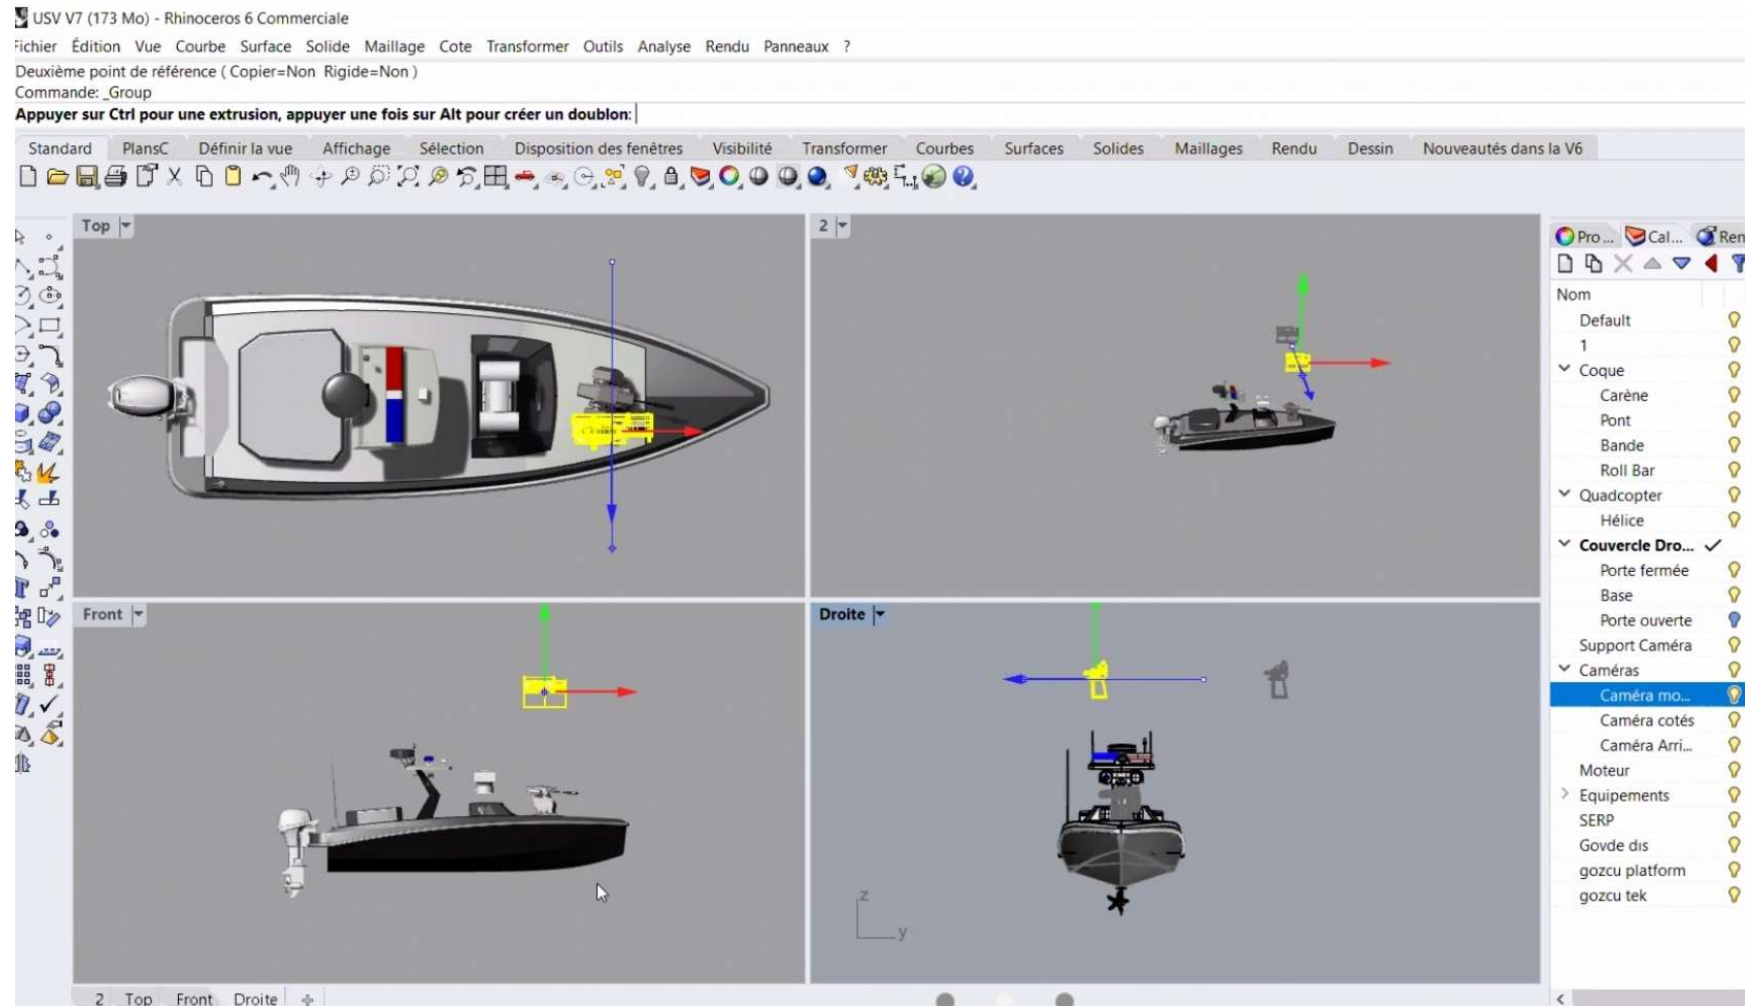 USV V7 (173 Mo) - Rhinoceros 6 Commerciale
Fichier Édition Vue Courbe Surface Solide Maillage Cote Transformer Outils Analyse Rendu Panneaux ?
Deuxième point de référence ( Copier=Non Rigide=Non )
Commande: _Group
Appuyer sur Ctrl pour une extrusion, appuyer une fois sur Alt pour créer un doublon:
Standard PlansC Définir la vue Affichage Sélection Disposition des fenêtres Visibilité Transformer Courbes Surfaces Solides Maillages Rendu Dessin Nouveautés dans la V6
Top
2
Front
Droite
z
y
2 Top Front Droite
Pro ... Cal... Ren
Nom
Default
1
Coque
Carène
Pont
Bande
Roll Bar
Quadcopter
Hélice
Couvercle Dro...
Porte fermée
Base
Porte ouverte
Support Caméra
Caméras
Caméra mo...
Caméra cotés
Caméra Arri...
Moteur
Equipements
SERP
Govde dıs
gozcu platform
gozcu tek